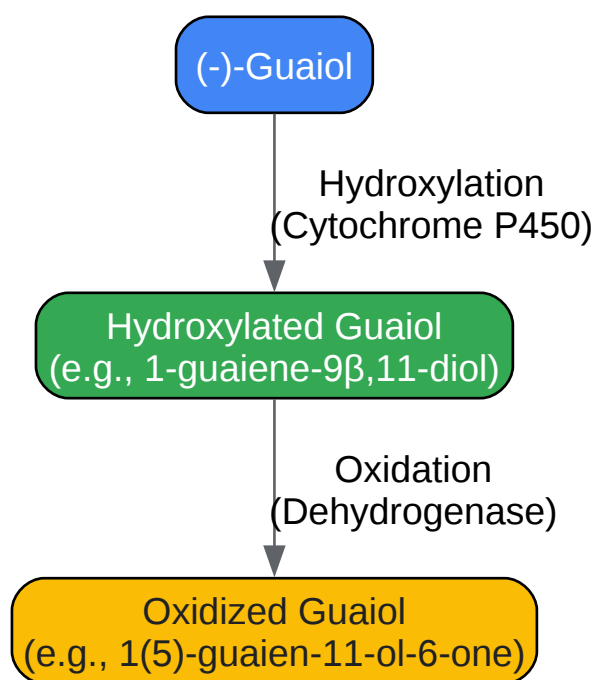 (-)-Guaiol
Hydroxylation
(Cytochrome P450)
Hydroxylated Guaiol
(e.g., 1-guaiene-9β,11-diol)
Oxidation
(Dehydrogenase)
Oxidized Guaiol
(e.g., 1(5)-guaien-11-ol-6-one)